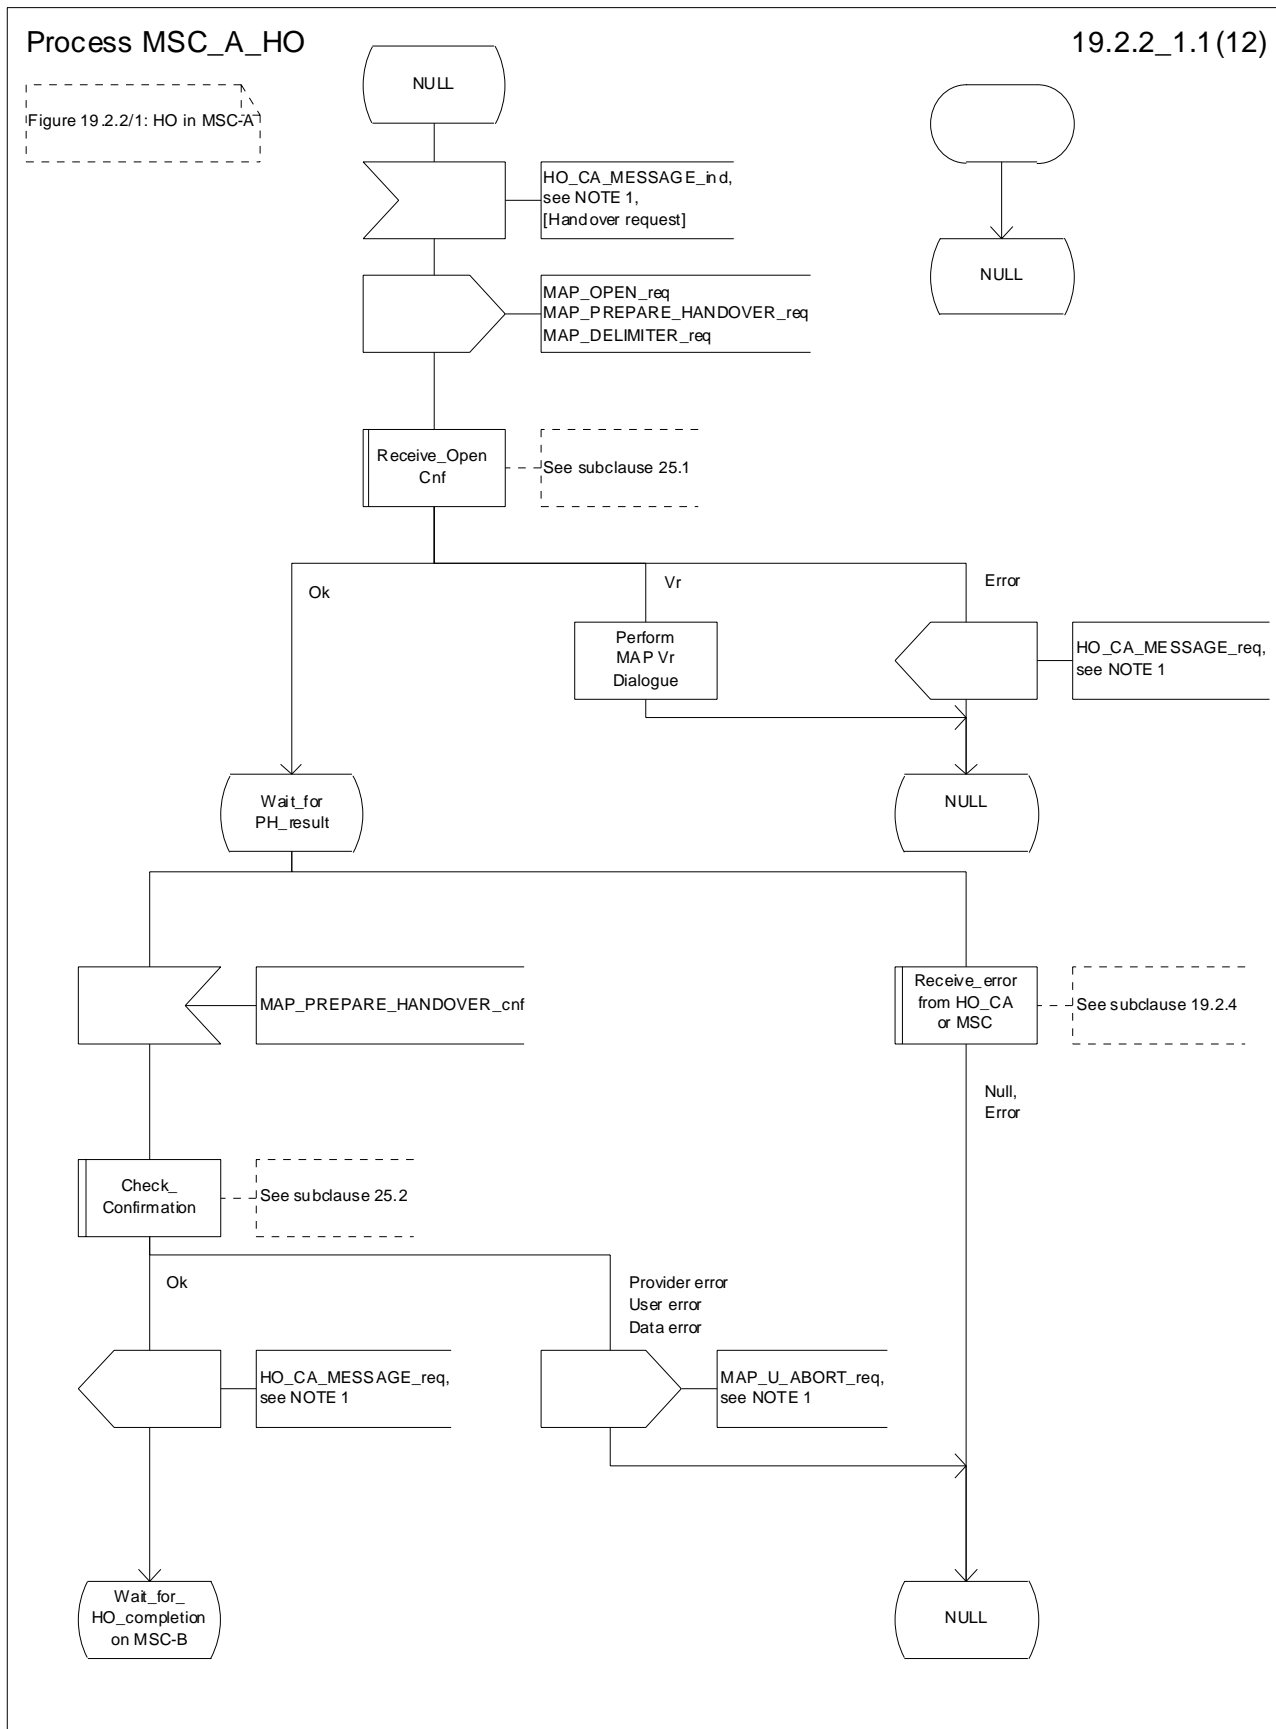 Process MSC_A_HO
19.2.2_1.1(12)
Figure 19.2.2/1: HO in MSC-A
NULL
HO_CA_MESSAGE_ind,
see NOTE 1,
[Handover request]
NULL
MAP_OPEN_req
MAP_PREPARE_HANDOVER_req
MAP_DELIMITER_req
Receive_Open
Cnf
See subclause 25.1
Ok
Vr
Error
Perform
MAP Vr
Dialogue
HO_CA_MESSAGE_req,
see NOTE 1
Wait_for
PH_result
NULL
MAP_PREPARE_HANDOVER_cnf
Receive_error
from HO_CA
or MSC
See subclause 19.2.4
Null,
Error
Check_
Confirmation
See subclause 25.2
Ok
Provider error
User error
Data error
HO_CA_MESSAGE_req,
see NOTE 1
MAP_U_ABORT_req,
see NOTE 1
Wait_for_
HO_completion
on MSC-B
NULL